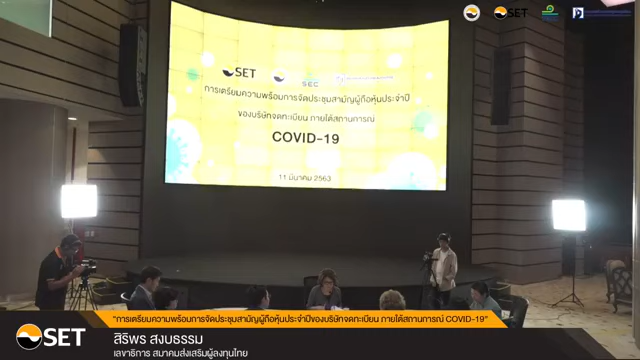 SET
SET
SEC
การเตรียมความพร้อมการจัดประชุมสามัญผู้ถือหุ้นประจำปี
ของบริษัทจดทะเบียน ภายใต้สถานการณ์
COVID-19
11 มีนาคม 2563
"การเตรียมความพร้อมการจัดประชุมสามัญผู้ถือหุ้นประจำปีของบริษัทจดทะเบียน ภายใต้สถานการณ์ COVID-19"
SET
สิริพร สงบธรรม
เลขาธิการ สมาคมส่งเสริมผู้ลงทุนไทย